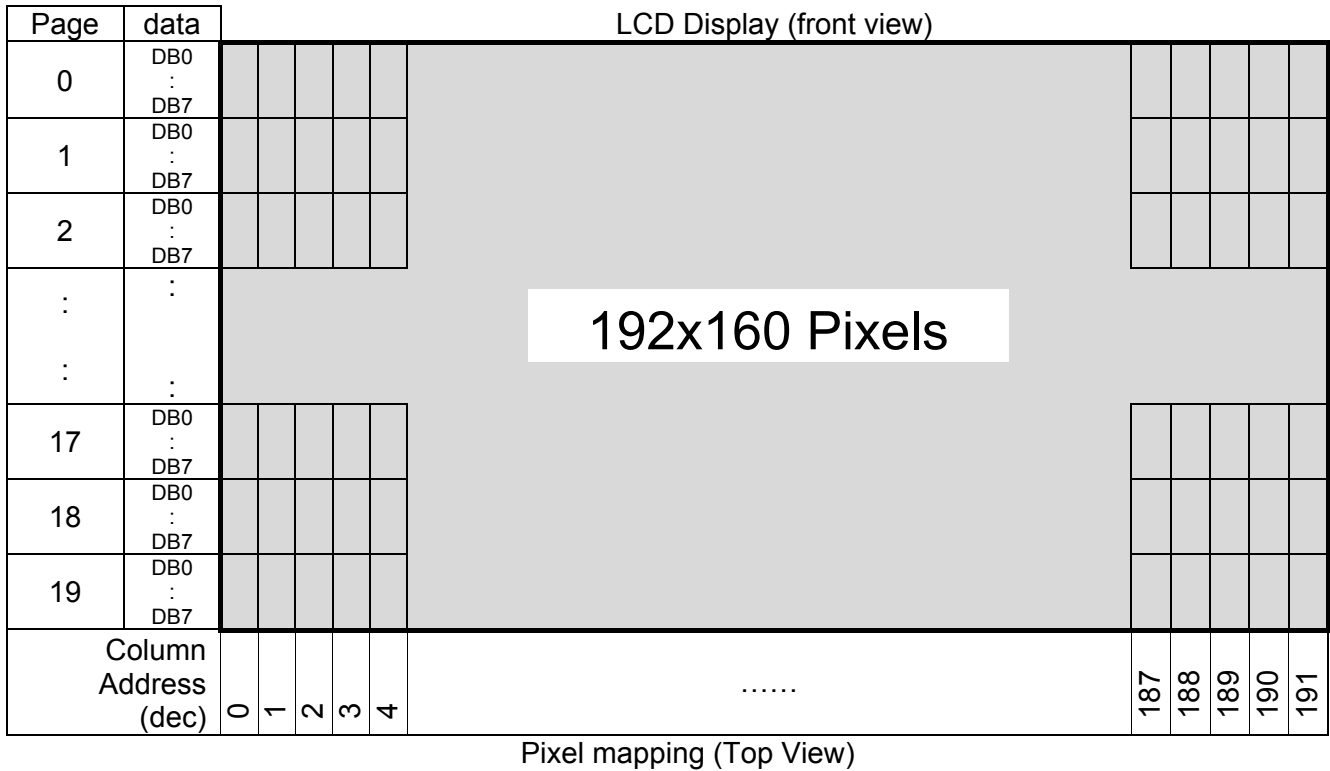 Page data LCD Display (front view)
0 DB0
:
DB7
1 DB0
:
DB7
2 DB0
:
DB7
: :
192x160 Pixels
: :
17 DB0
:
DB7
18 DB0
:
DB7
19 DB0
:
DB7
Column
Address
(dec) 0 1 2 3 4 ...... 187 188 189 190 191
Pixel mapping (Top View)